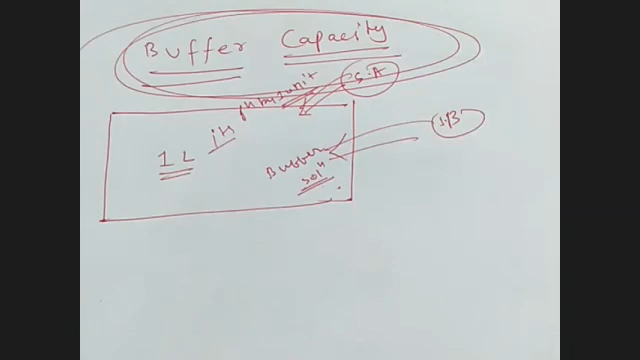 Buffer Capacity
S.A
1 L
S.B
Buffer
solⁿ